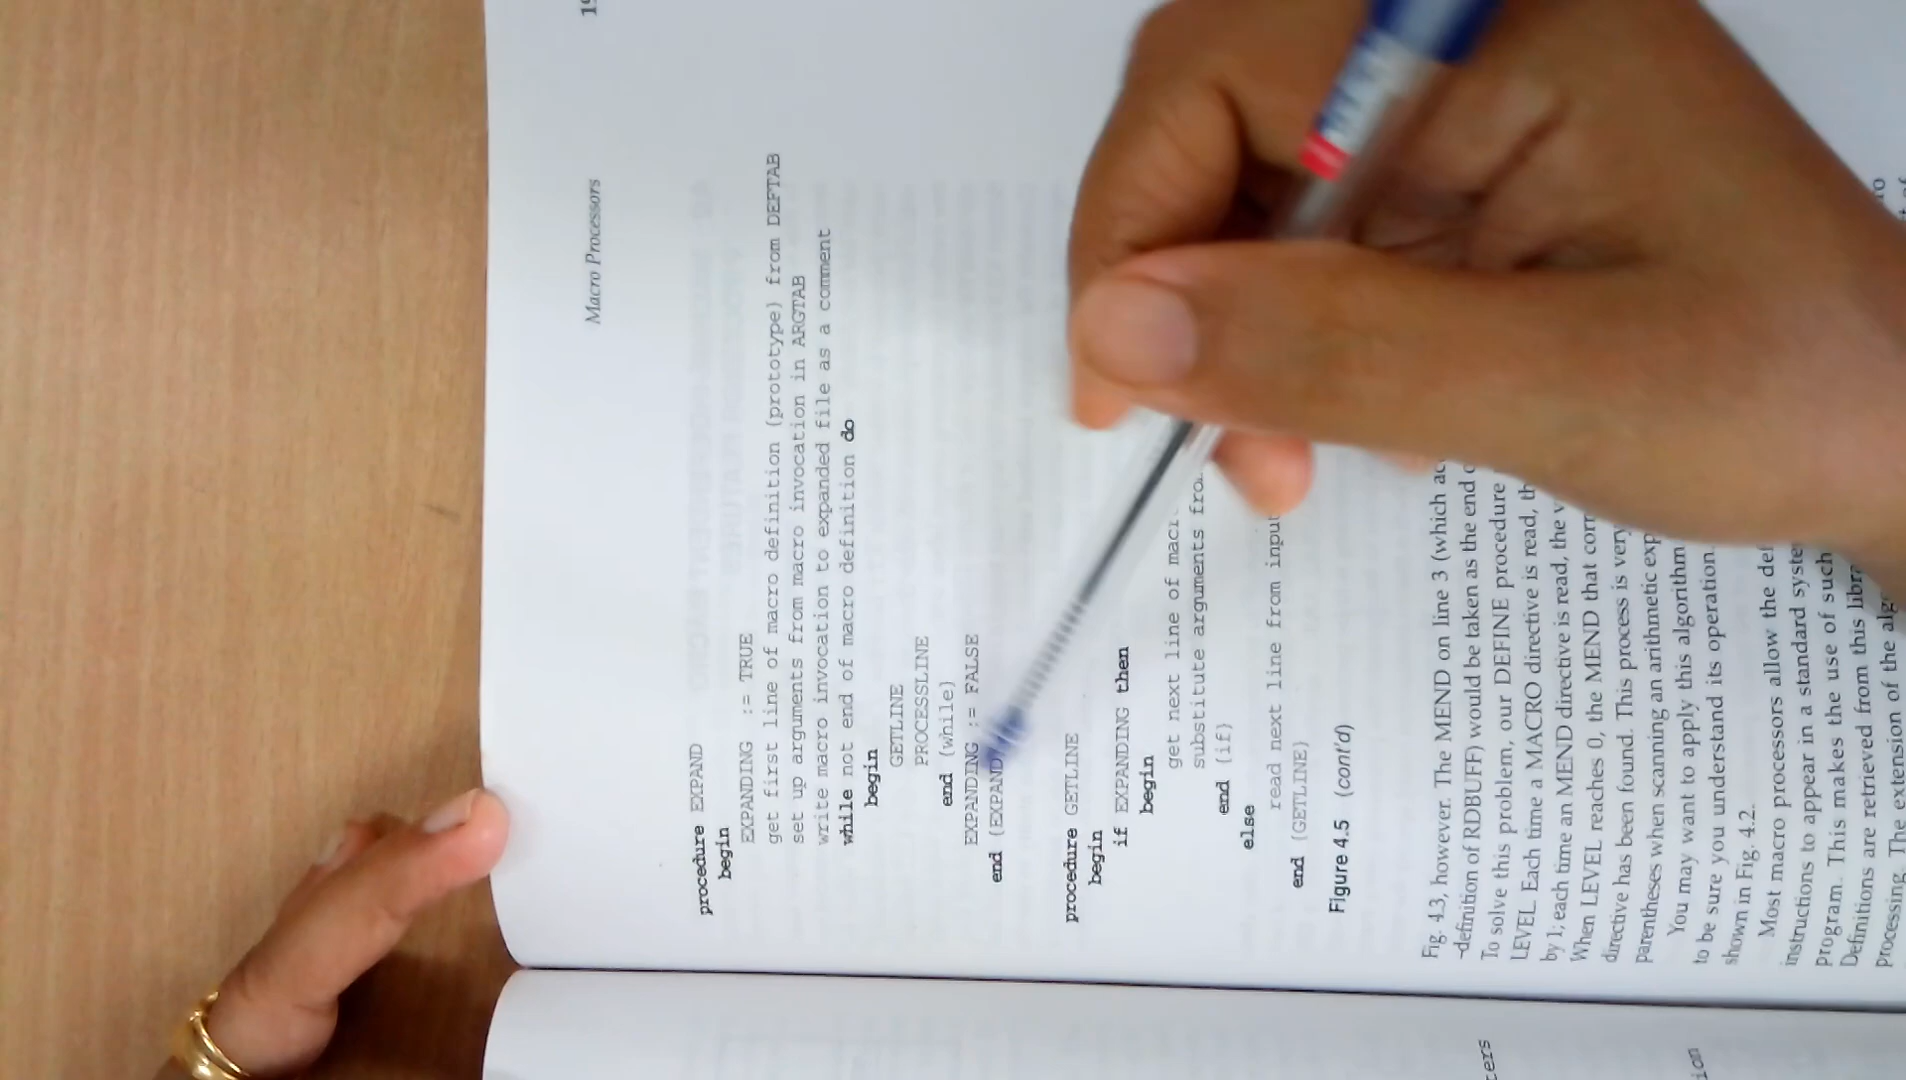 Macro Processors
procedure EXPAND
begin
EXPANDING := TRUE
get first line of macro definition {prototype} from DEFTAB
set up arguments from macro invocation in ARGTAB
write macro invocation to expanded file as a comment
while not end of macro definition do
begin
GETLINE
PROCESSLINE
end {while}
EXPANDING := FALSE
end {EXPAND}
procedure GETLINE
begin
if EXPANDING then
begin
get next line of
substitute arguments
end {if}
else
read next line from input
end {GETLINE}
Figure 4.5 (cont'd)
Fig. 4.3, however. The MEND on line 3 (which
-definition of RDBUFF) would be taken as the end
To solve this problem, our DEFINE procedure
LEVEL. Each time a MACRO directive is read,
by 1; each time an MEND directive is read, the
When LEVEL reaches 0, the MEND that
directive has been found. This process is very
parentheses when scanning an arithmetic
You may want to apply this algorithm
to be sure you understand its operation.
shown in Fig. 4.2.
Most macro processors allow the
instructions to appear in a standard
program. This makes the use of such
Definitions are retrieved from this
processing. The extension of the